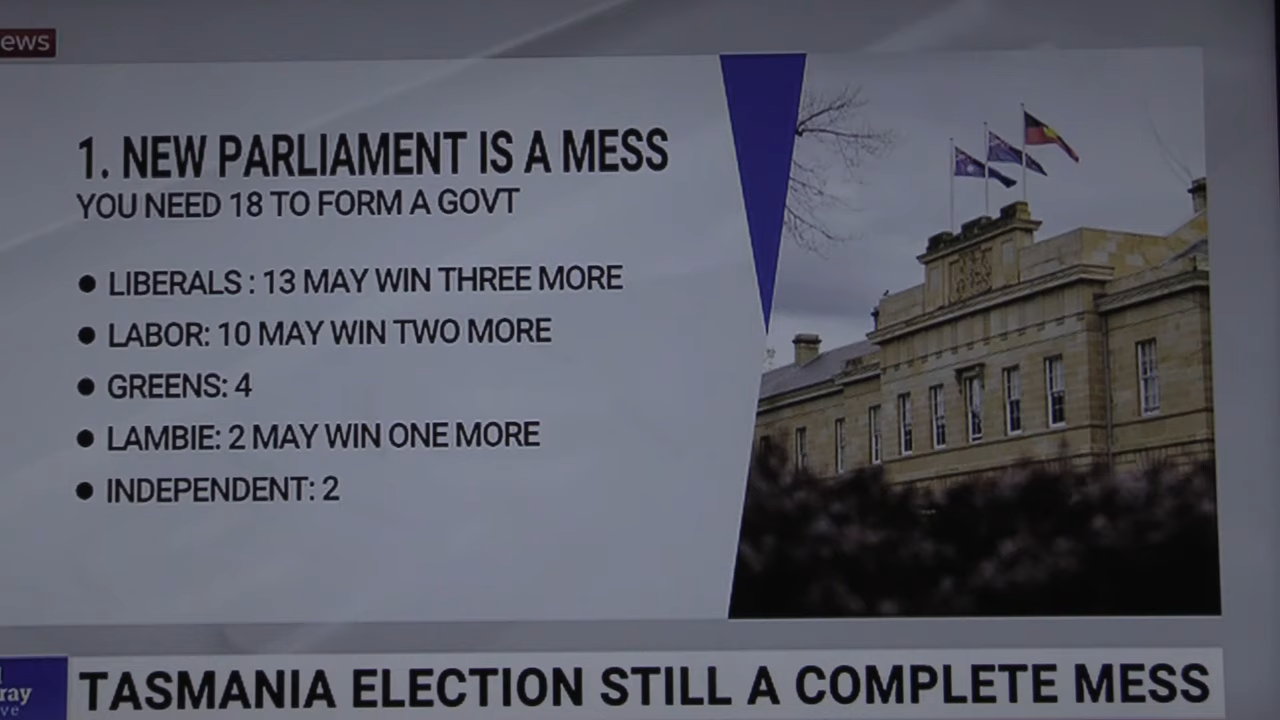 ews
1. NEW PARLIAMENT IS A MESS
YOU NEED 18 TO FORM A GOVT
● LIBERALS : 13 MAY WIN THREE MORE
● LABOR: 10 MAY WIN TWO MORE
● GREENS: 4
● LAMBIE: 2 MAY WIN ONE MORE
● INDEPENDENT: 2
ray
ve
TASMANIA ELECTION STILL A COMPLETE MESS